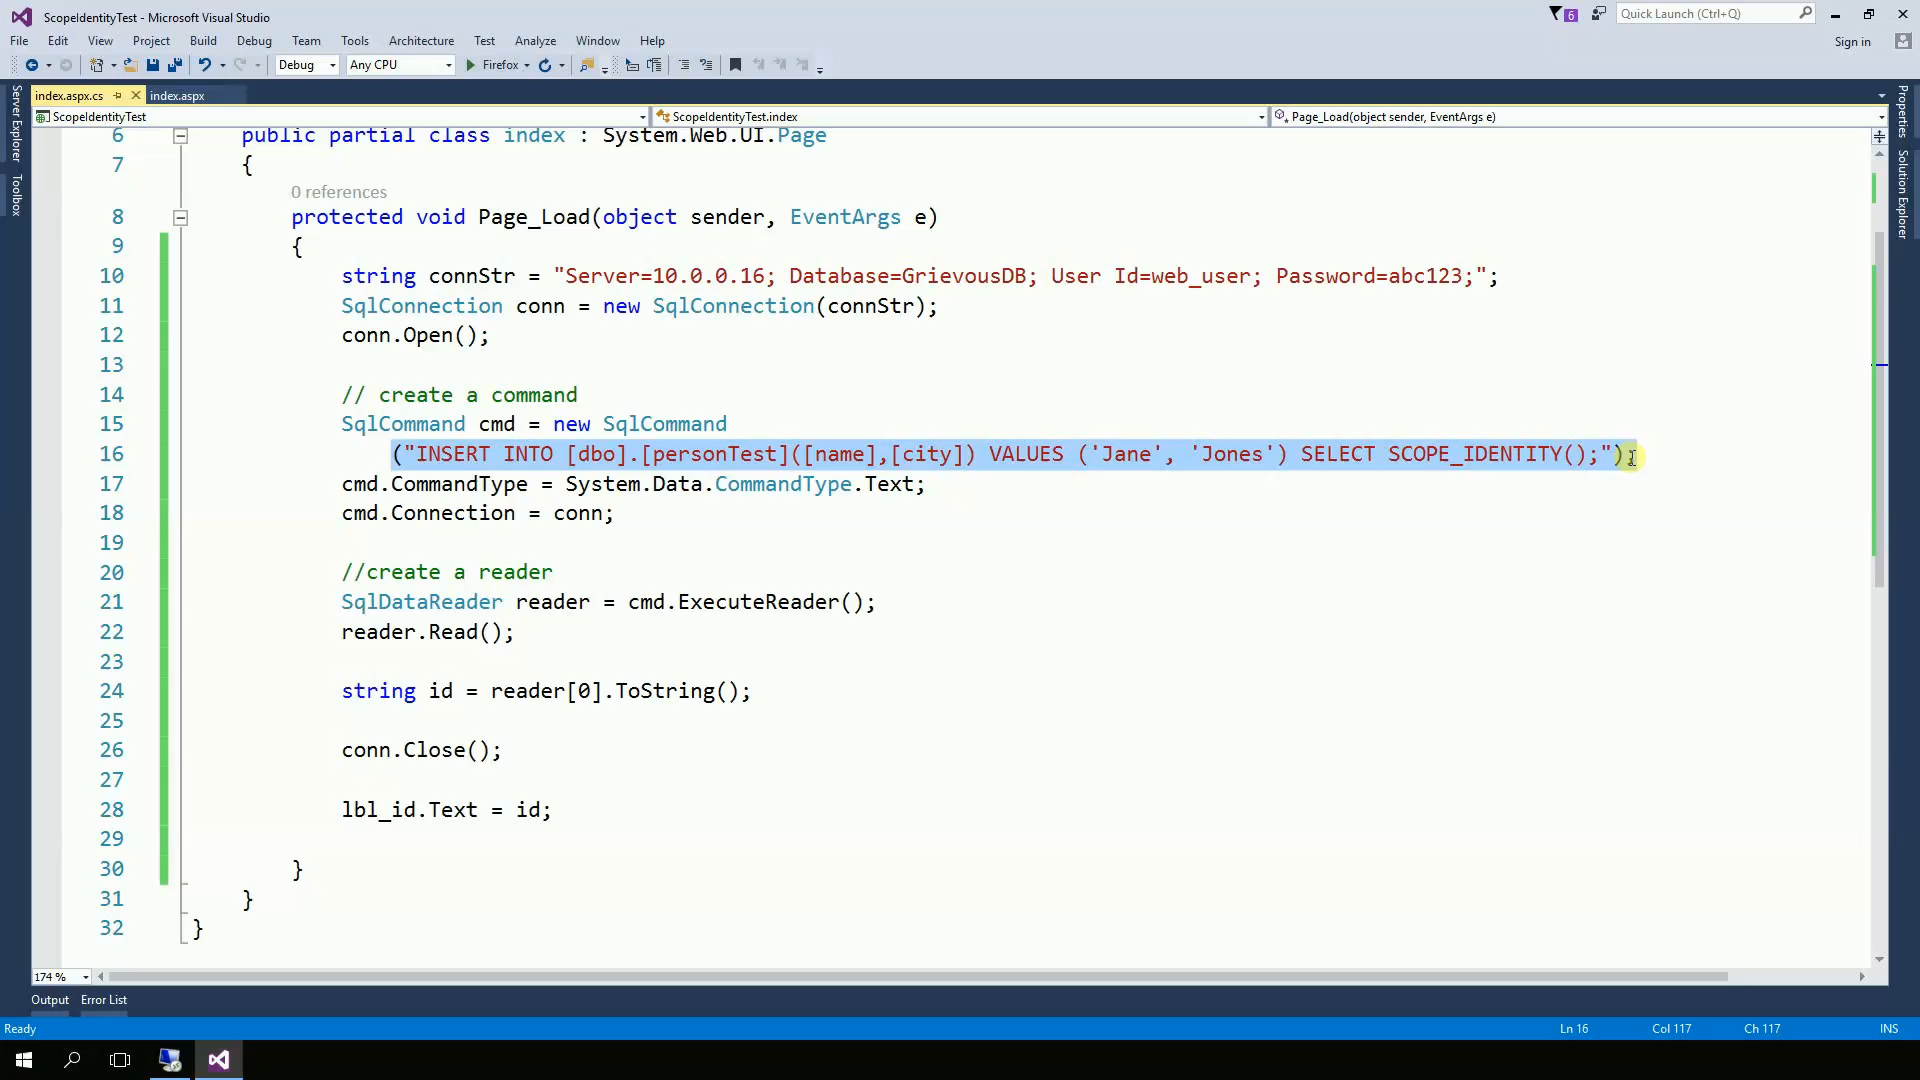 ScopeIdentityTest - Microsoft Visual Studio
6
Quick Launch (Ctrl+Q)
File Edit View Project Build Debug Team Tools Architecture Test Analyze Window Help
Sign in
Debug Any CPU Firefox
index.aspx.cs index.aspx
ScopeIdentityTest ScopeIdentityTest.index Page_Load(object sender, EventArgs e)
Server Explorer
Toolbox
Properties
Solution Explorer
6 public partial class index : System.Web.UI.Page
7 {
0 references
8 protected void Page_Load(object sender, EventArgs e)
9 {
10 string connStr = "Server=10.0.0.16; Database=GrievousDB; User Id=web_user; Password=abc123;";
11 SqlConnection conn = new SqlConnection(connStr);
12 conn.Open();
13
14 // create a command
15 SqlCommand cmd = new SqlCommand
16 ("INSERT INTO [dbo].[personTest]([name],[city]) VALUES ('Jane', 'Jones') SELECT SCOPE_IDENTITY();");
17 cmd.CommandType = System.Data.CommandType.Text;
18 cmd.Connection = conn;
19
20 //create a reader
21 SqlDataReader reader = cmd.ExecuteReader();
22 reader.Read();
23
24 string id = reader[0].ToString();
25
26 conn.Close();
27
28 lbl_id.Text = id;
29
30 }
31 }
32 }
174 %
Output Error List
Ready Ln 16 Col 117 Ch 117 INS